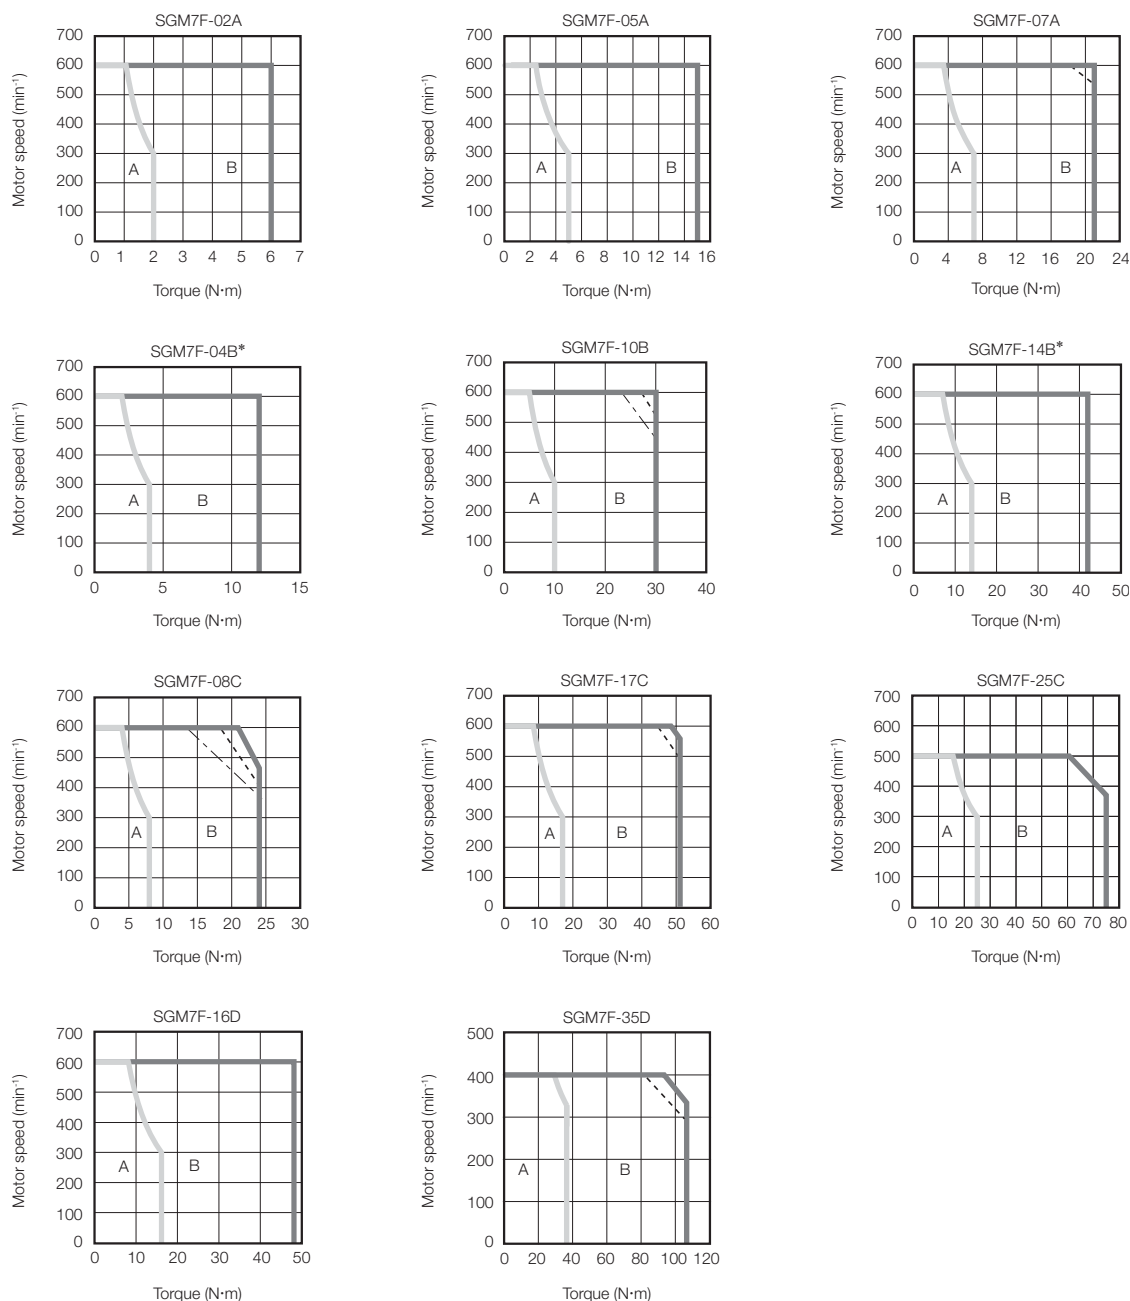 SGM7F-02A
Motor speed (min⁻¹)
700
600
500
400
300
200
100
0
A
B
0 1 2 3 4 5 6 7
Torque (N·m)
SGM7F-05A
Motor speed (min⁻¹)
700
600
500
400
300
200
100
0
A
B
0 2 4 6 8 10 12 14 16
Torque (N·m)
SGM7F-07A
Motor speed (min⁻¹)
700
600
500
400
300
200
100
0
A
B
0 4 8 12 16 20 24
Torque (N·m)
SGM7F-04B*
Motor speed (min⁻¹)
700
600
500
400
300
200
100
0
A
B
0 5 10 15
Torque (N·m)
SGM7F-10B
Motor speed (min⁻¹)
700
600
500
400
300
200
100
0
A
B
0 10 20 30 40
Torque (N·m)
SGM7F-14B*
Motor speed (min⁻¹)
700
600
500
400
300
200
100
0
A
B
0 10 20 30 40 50
Torque (N·m)
SGM7F-08C
Motor speed (min⁻¹)
700
600
500
400
300
200
100
0
A
B
0 5 10 15 20 25 30
Torque (N·m)
SGM7F-17C
Motor speed (min⁻¹)
700
600
500
400
300
200
100
0
A
B
0 10 20 30 40 50 60
Torque (N·m)
SGM7F-25C
Motor speed (min⁻¹)
700
600
500
400
300
200
100
0
A
B
0 10 20 30 40 50 60 70 80
Torque (N·m)
SGM7F-16D
Motor speed (min⁻¹)
700
600
500
400
300
200
100
0
A
B
0 10 20 30 40 50
Torque (N·m)
SGM7F-35D
Motor speed (min⁻¹)
500
400
300
200
100
0
A
B
0 20 40 60 80 100 120
Torque (N·m)